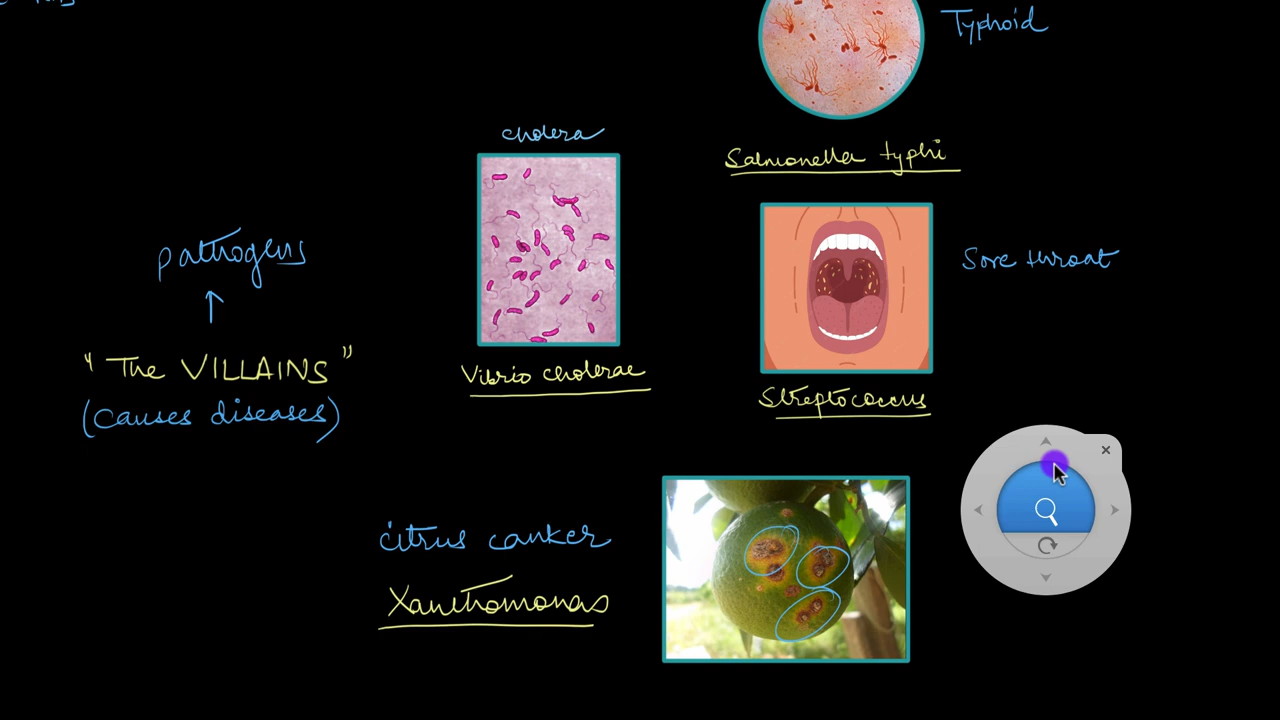 Typhoid
cholera
Salmonella typhi
pathogens
Sore throat
↑
"The VILLAINS"
Vibrio cholerae
(Causes diseases)
Streptococcus
citrus canker
Xanthomonas